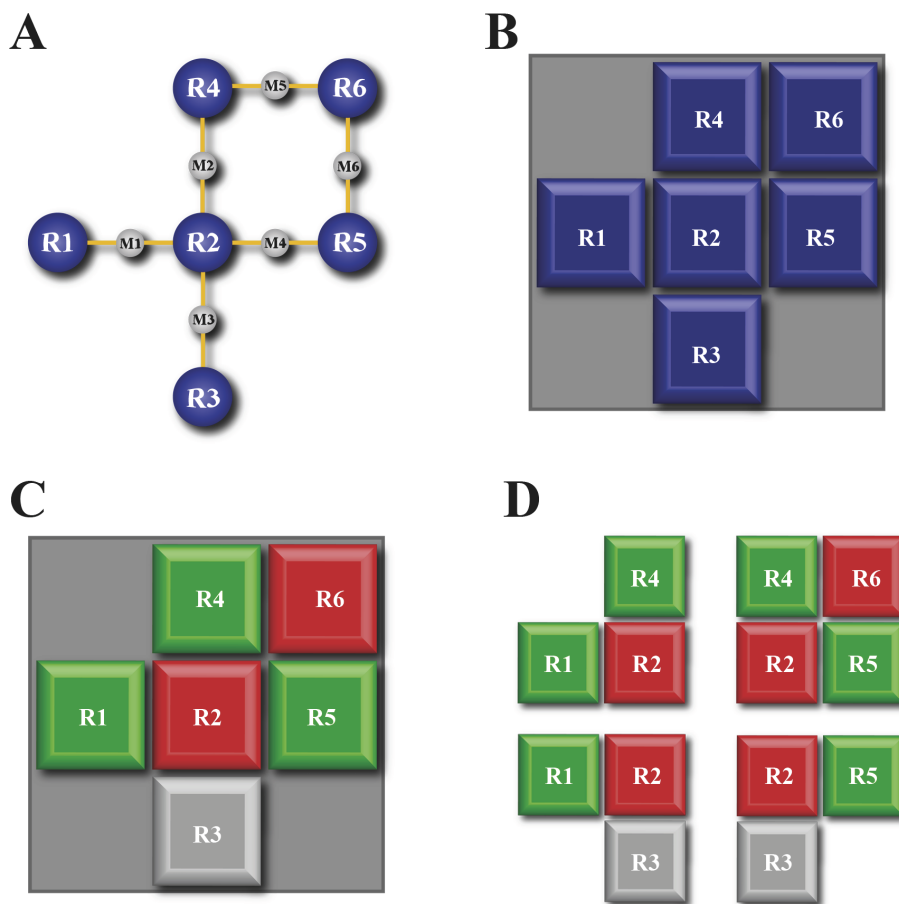 A
R4 M5 R6
M2 M6
R1 M1 R2 M4 R5
M3
R3
B
R4 R6
R1 R2 R5
R3
C
R4 R6
R1 R2 R5
R3
D
R4
R1 R2
R4 R6
R2 R5
R1 R2
R3
R2 R5
R3